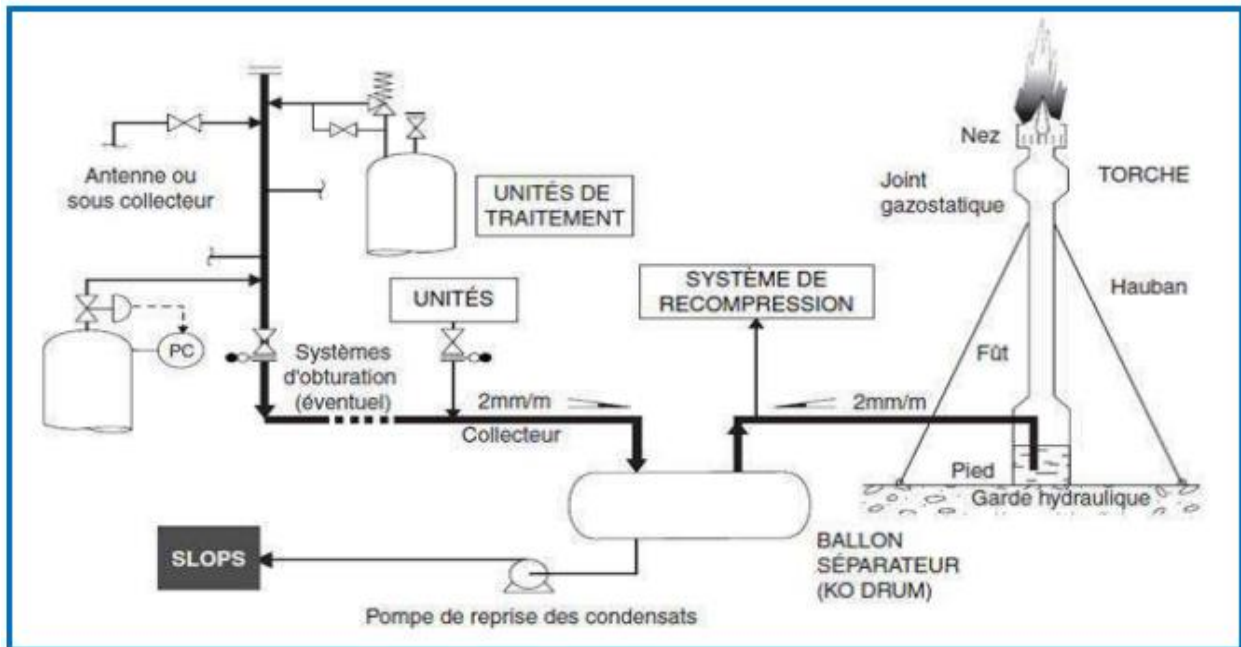 Nez
TORCHE
Joint
gazostatique
Antenne ou
sous collecteur
UNITÉS DE
TRAITEMENT
UNITÉS
SYSTÈME DE
RECOMPRESSION
Hauban
PC
Systèmes
d'obturation
(éventuel)
Fût
2mm/m
2mm/m
Collecteur
Pied
Garde hydraulique
SLOPS
BALLON
SÉPARATEUR
(KO DRUM)
Pompe de reprise des condensats